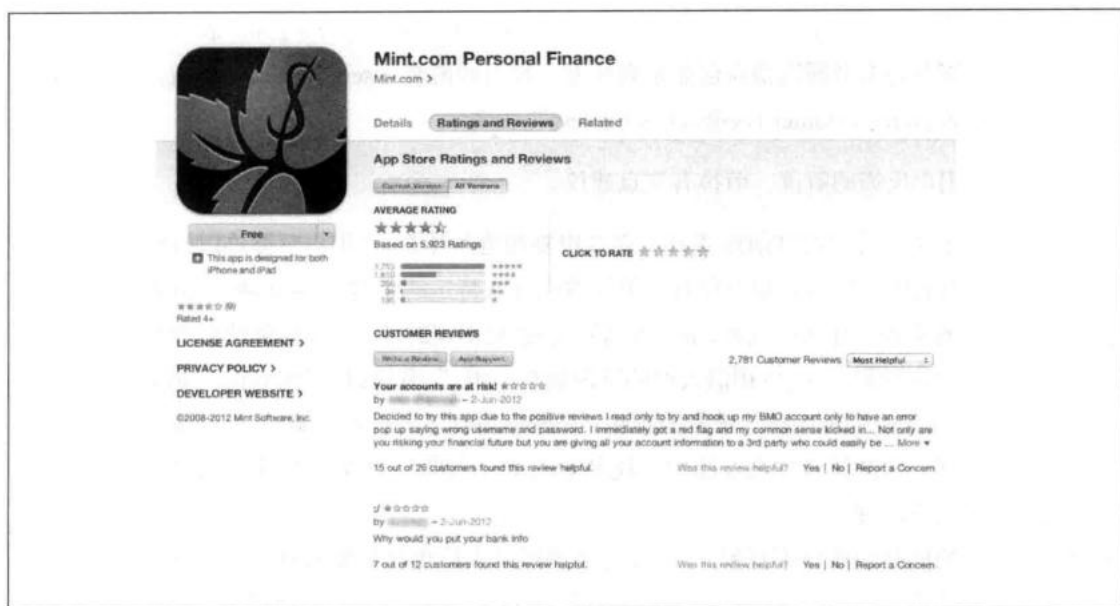 Mint.com Personal Finance
Mint.com >
Details Ratings and Reviews Related
App Store Ratings and Reviews
Current Version All Versions
AVERAGE RATING
Based on 5,923 Ratings
CLICK TO RATE
Free
This app is designed for both
iPhone and iPad
(9)
Rated 4+
LICENSE AGREEMENT >
PRIVACY POLICY >
DEVELOPER WEBSITE >
©2008-2012 Mint Software, Inc.
CUSTOMER REVIEWS
Write a Review App Support
2,781 Customer Reviews Most Helpful
Your accounts are at risk!
by – 2-Jun-2012
Decided to try this app due to the positive reviews I read only to try and hook up my BMO account only to have an error
pop up saying wrong username and password. I immediately got a red flag and my common sense kicked in... Not only are
you risking your financial future but you are giving all your account information to a 3rd party who could easily be ... More ▼
15 out of 26 customers found this review helpful. Was this review helpful? Yes | No | Report a Concern
:/
by – 2-Jun-2012
Why would you put your bank info
7 out of 12 customers found this review helpful. Was this review helpful? Yes | No | Report a Concern